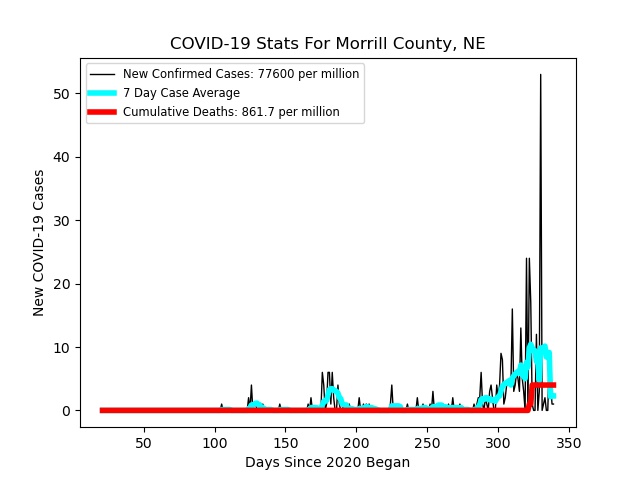 COVID-19 Stats For Morrill County, NE
New Confirmed Cases: 77600 per million
7 Day Case Average
Cumulative Deaths: 861.7 per million
New COVID-19 Cases
50
40
30
20
10
0
50 100 150 200 250 300 350
Days Since 2020 Began